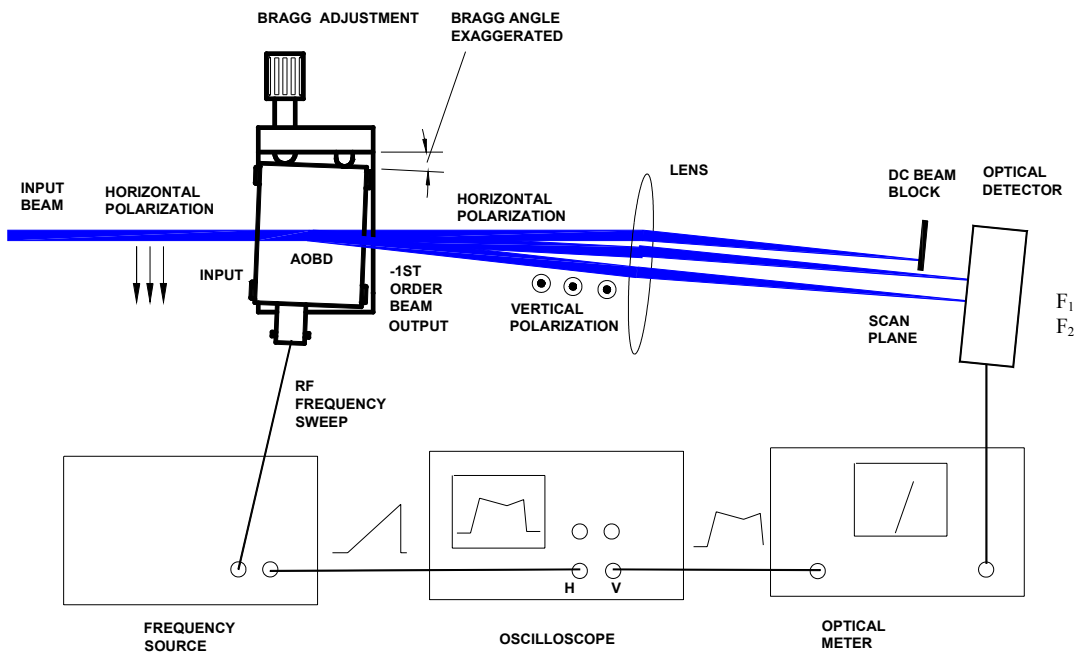 BRAGG ADJUSTMENT
BRAGG ANGLE
EXAGGERATED
INPUT
BEAM
HORIZONTAL
POLARIZATION
HORIZONTAL
POLARIZATION
LENS
DC BEAM
BLOCK
OPTICAL
DETECTOR
INPUT
AOBD
-1ST
ORDER
BEAM
OUTPUT
VERTICAL
POLARIZATION
SCAN
PLANE
F1
F2
RF
FREQUENCY
SWEEP
H V
FREQUENCY
SOURCE
OSCILLOSCOPE
OPTICAL
METER